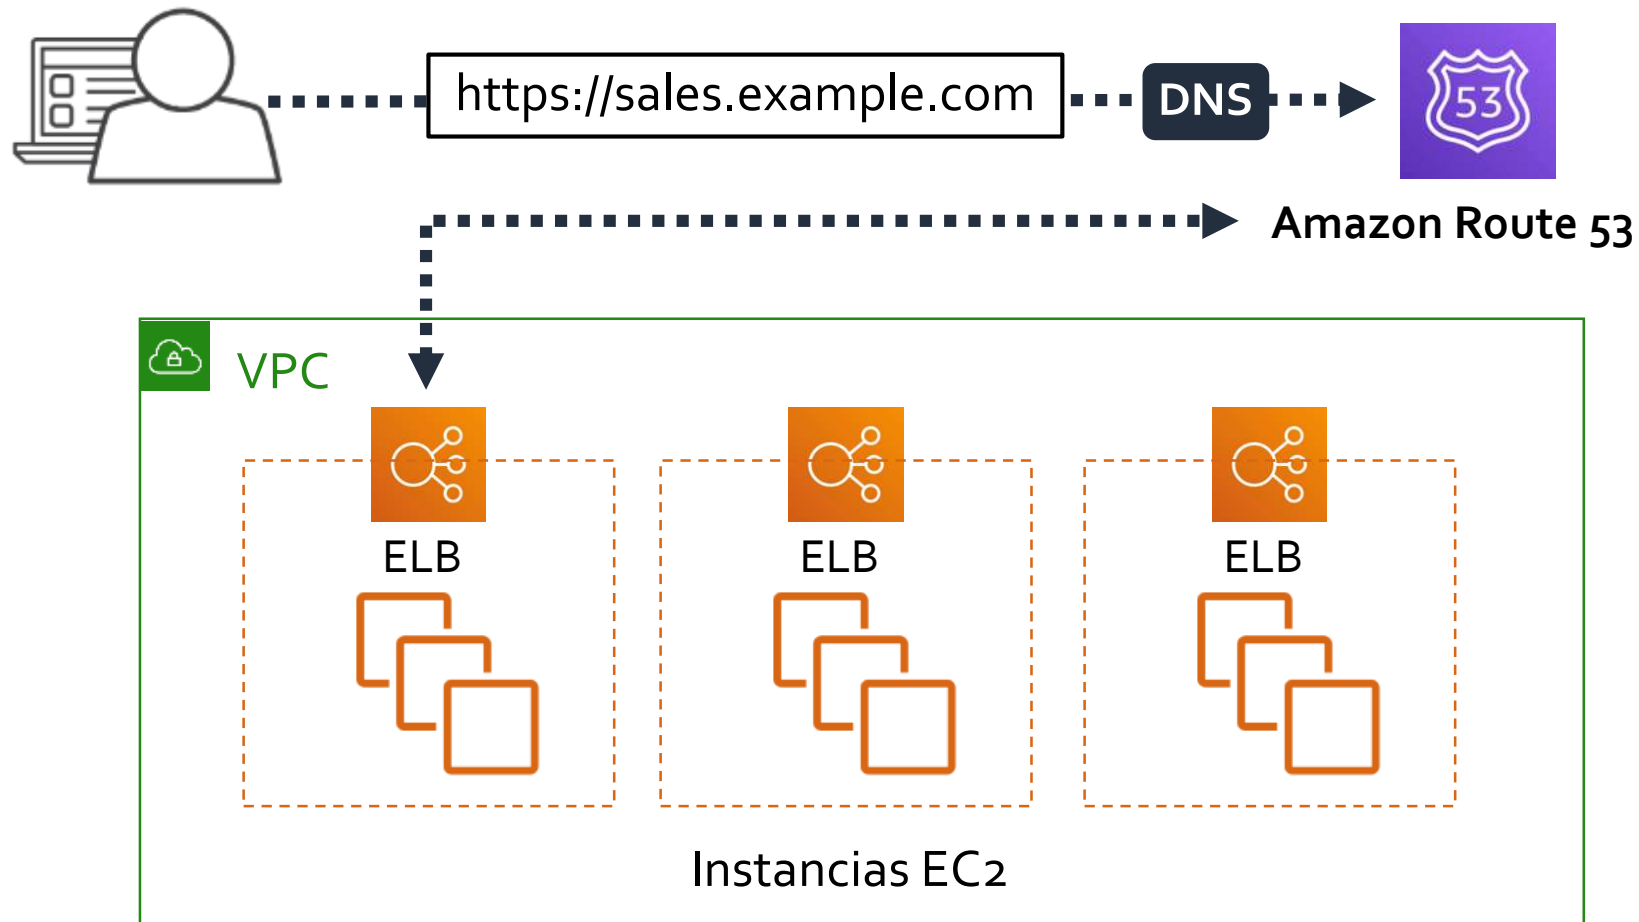 https://sales.example.com
DNS
53
Amazon Route 53
VPC
ELB
ELB
ELB
Instancias EC2